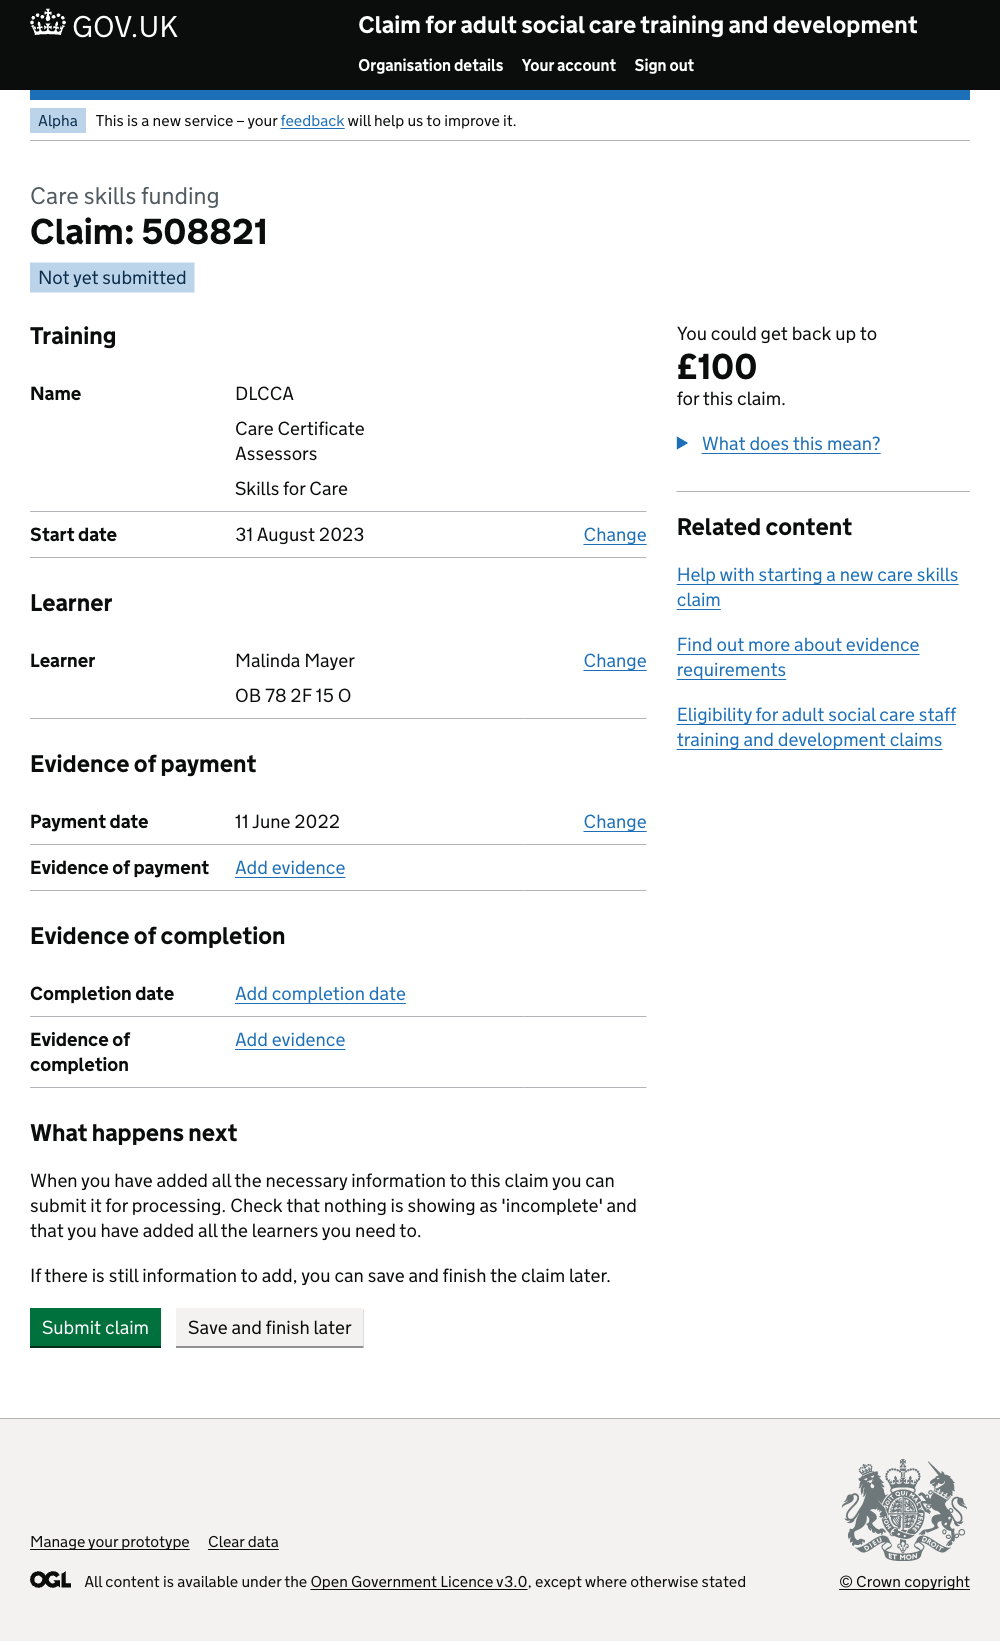 GOV.UK
Claim for adult social care training and development
Organisation details Your account Sign out
Alpha This is a new service – your feedback will help us to improve it.
Care skills funding
Claim: 508821
Not yet submitted
Training
Name DLCCA
Care Certificate
Assessors
Skills for Care
Start date 31 August 2023 Change
Learner
Learner Malinda Mayer Change
OB 78 2F 15 O
Evidence of payment
Payment date 11 June 2022 Change
Evidence of payment Add evidence
Evidence of completion
Completion date Add completion date
Evidence of Add evidence
completion
What happens next
When you have added all the necessary information to this claim you can
submit it for processing. Check that nothing is showing as 'incomplete' and
that you have added all the learners you need to.
If there is still information to add, you can save and finish the claim later.
Submit claim Save and finish later
You could get back up to
£100
for this claim.
What does this mean?
Related content
Help with starting a new care skills
claim
Find out more about evidence
requirements
Eligibility for adult social care staff
training and development claims
Manage your prototype Clear data
OGL All content is available under the Open Government Licence v3.0, except where otherwise stated
DIEU ET MON DROIT
© Crown copyright